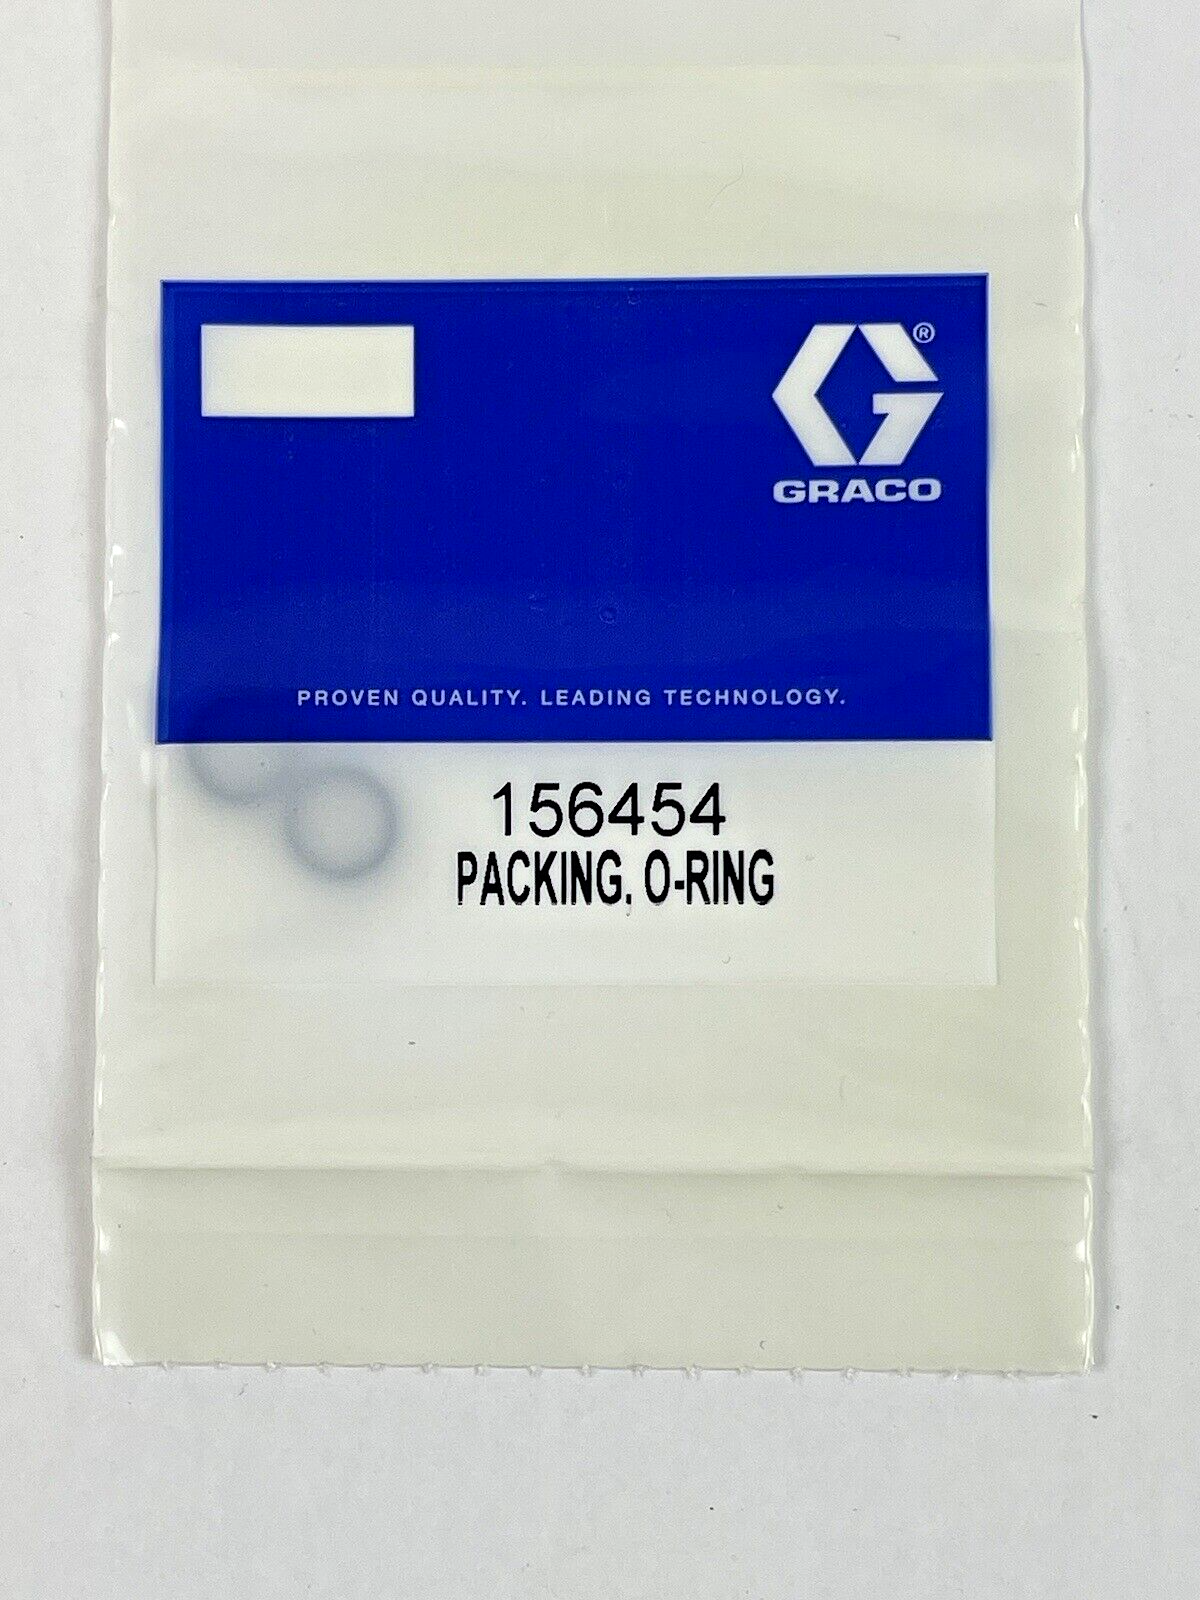 ®
GRACO
PROVEN QUALITY. LEADING TECHNOLOGY.
156454
PACKING, O-RING